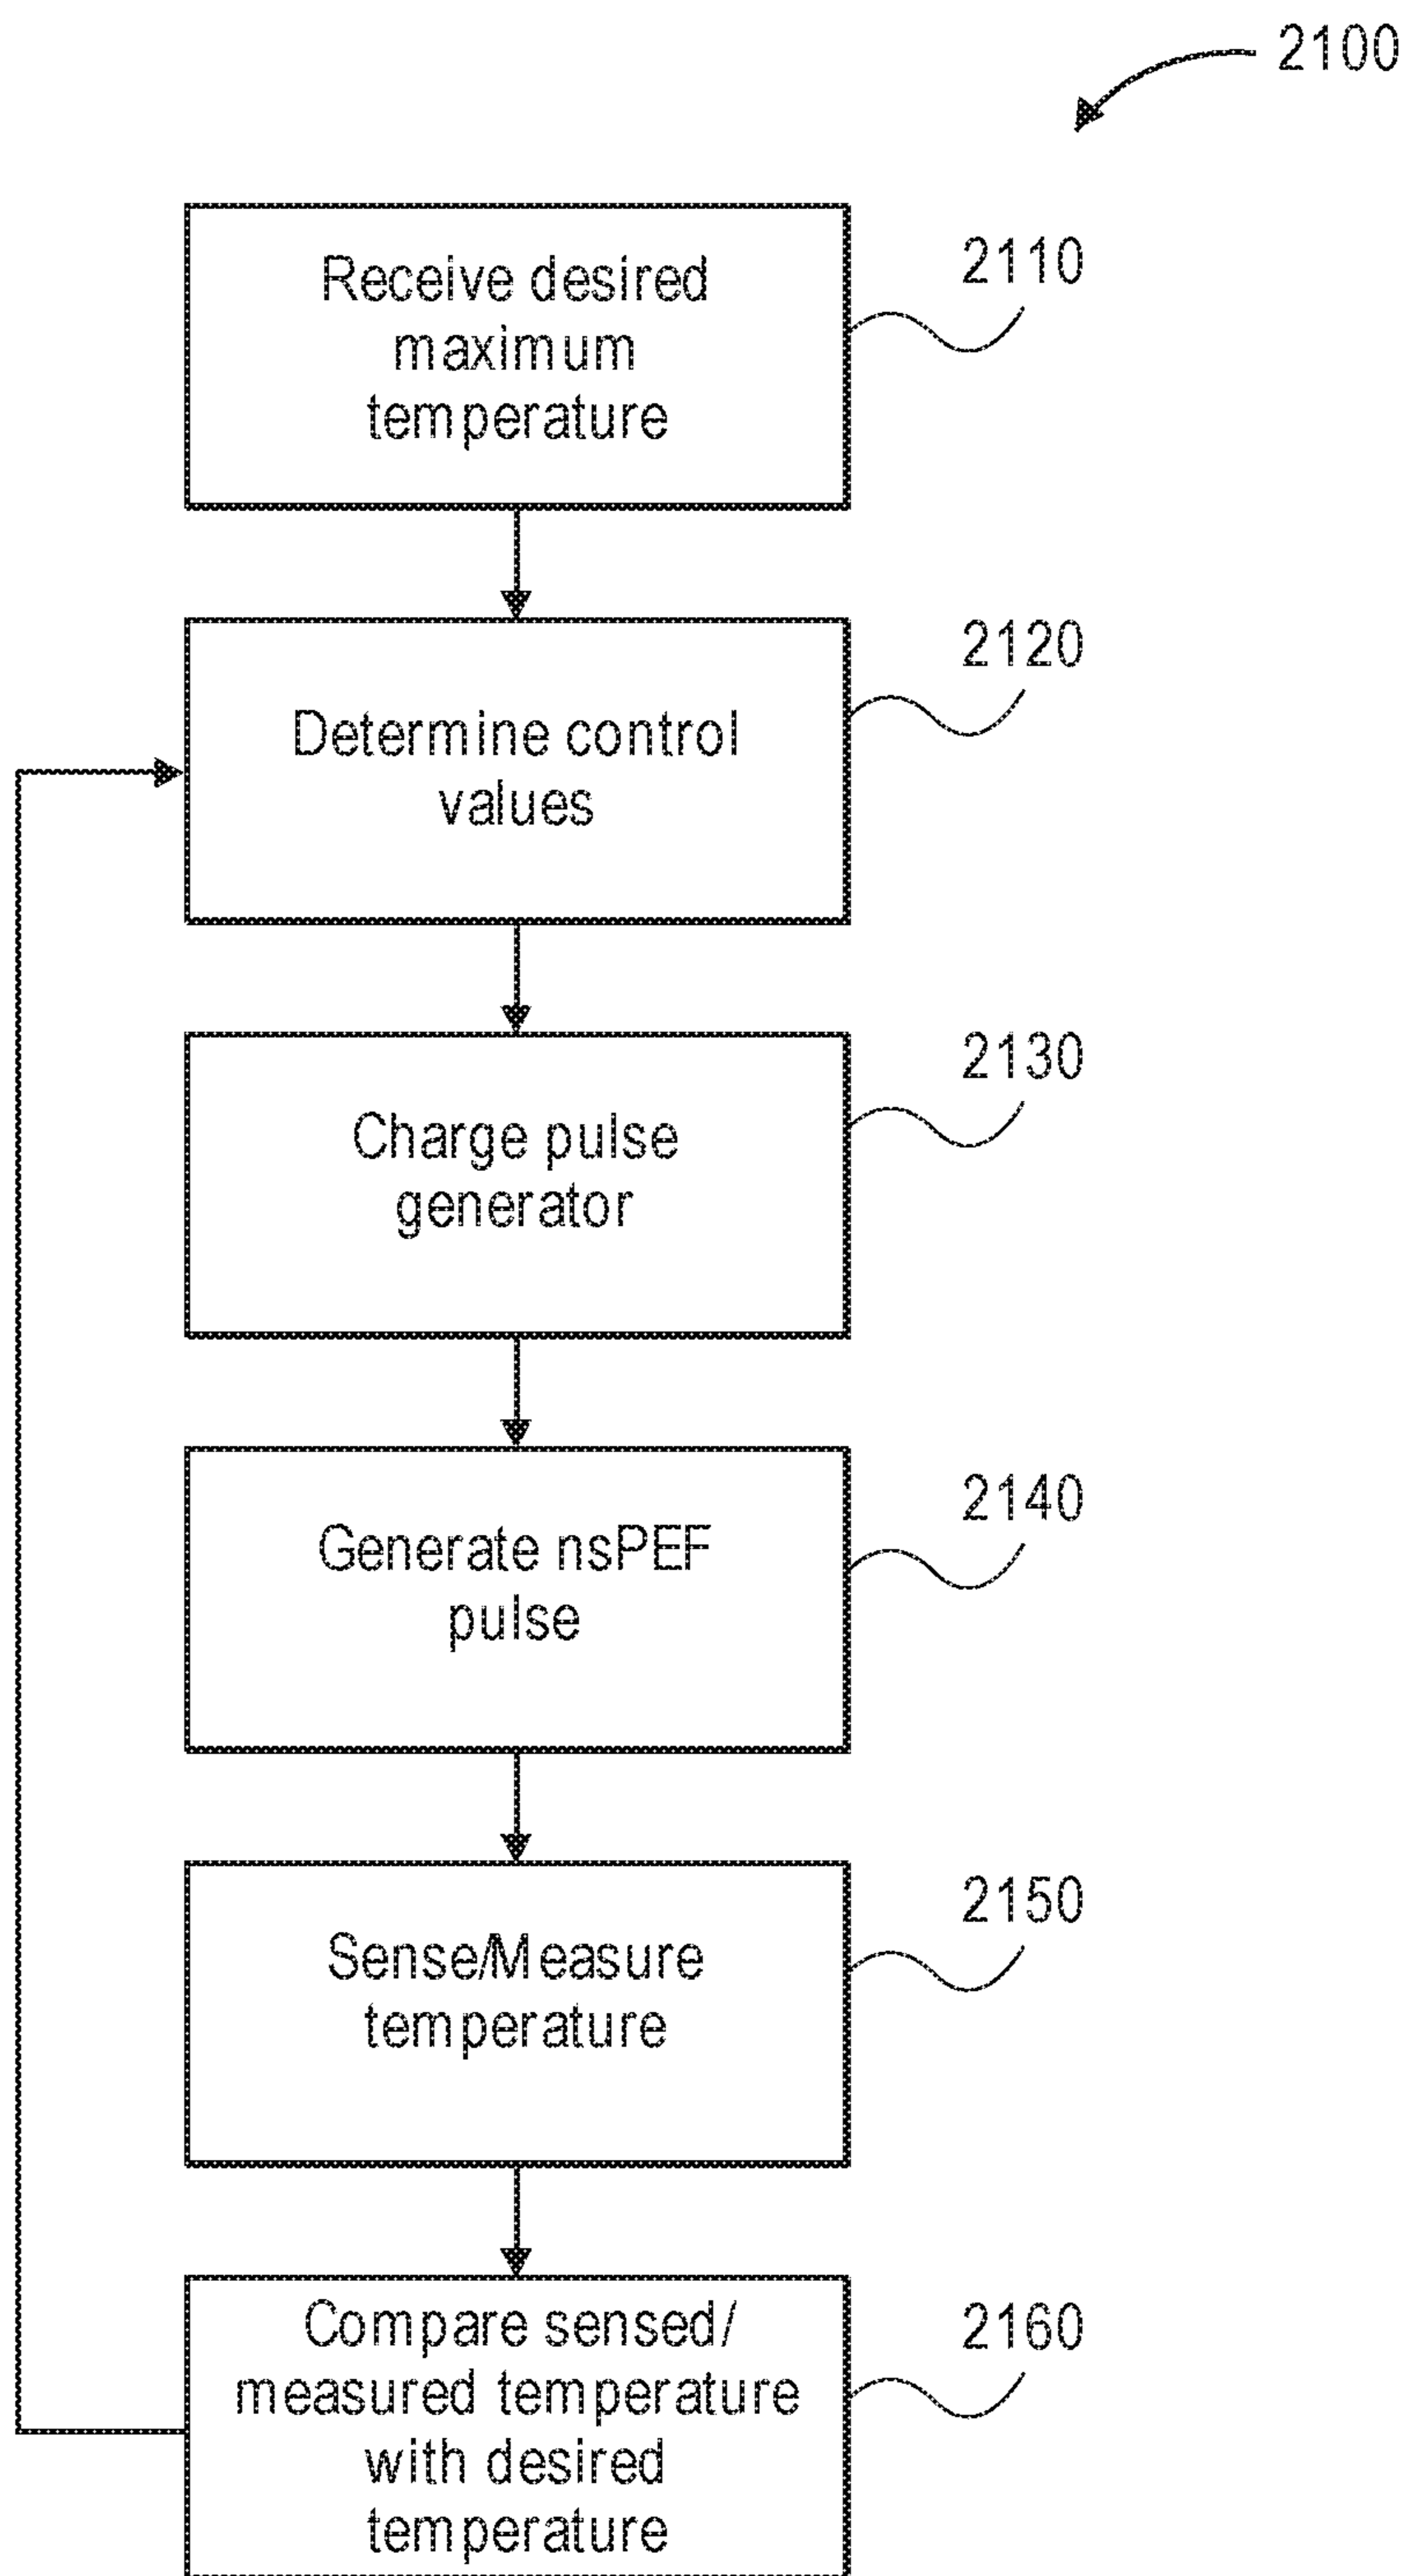 2100
Receive desired
maximum
temperature
2110
Determine control
values
2120
Charge pulse
generator
2130
Generate nsPEF
pulse
2140
Sense/Measure
temperature
2150
Compare sensed/
measured temperature
with desired
temperature
2160